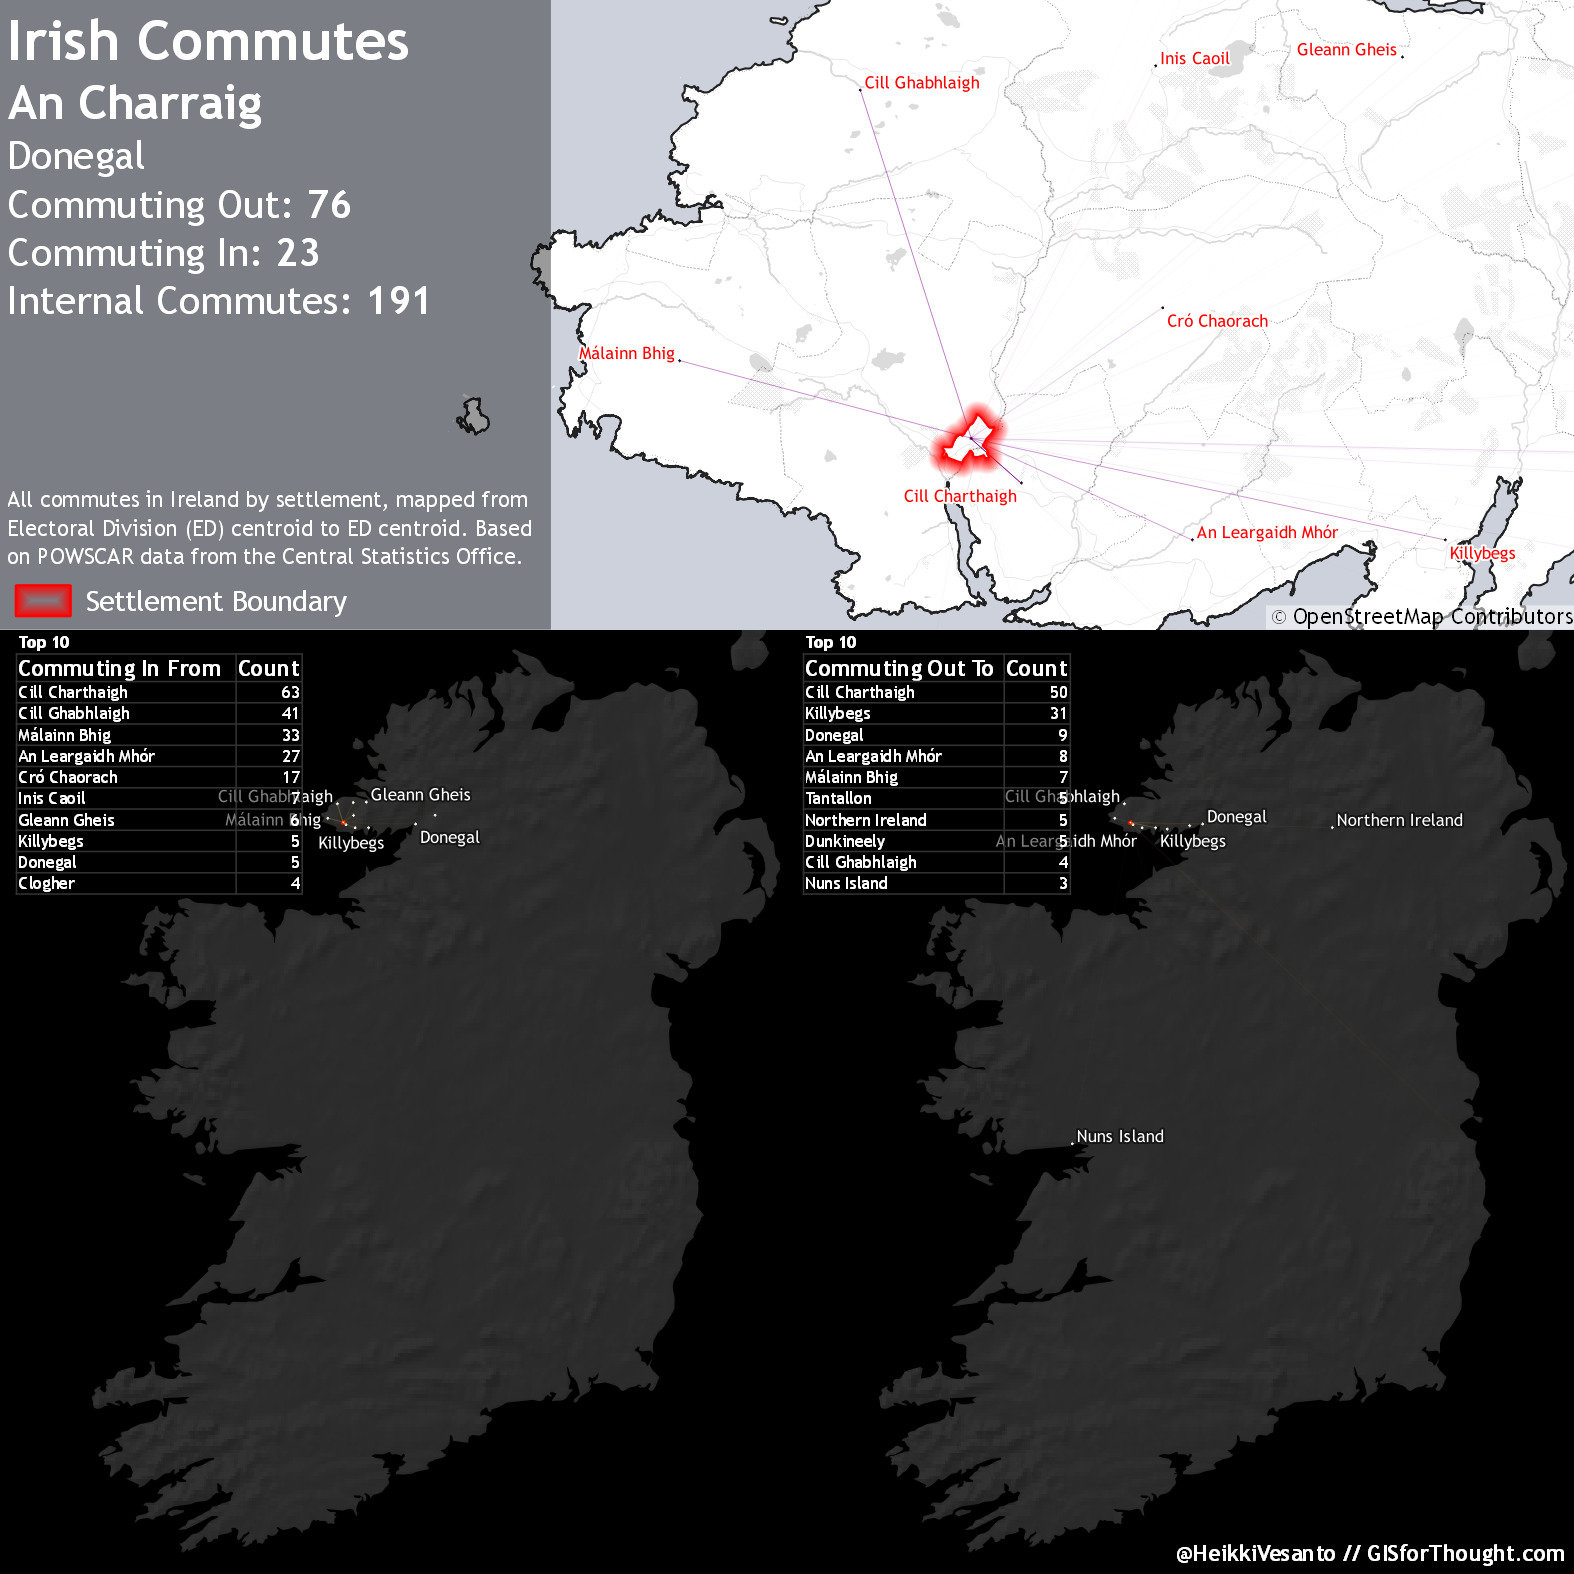 Irish Commutes
An Charraig
Donegal
Commuting Out: 76
Commuting In: 23
Internal Commutes: 191
All commutes in Ireland by settlement, mapped from
Electoral Division (ED) centroid to ED centroid. Based
on POWSCAR data from the Central Statistics Office.
Settlement Boundary
Inis Caoil
Gleann Gheis
Cill Ghabhlaigh
Cró Chaorach
Málainn Bhig
Cill Charthaigh
An Leargaidh Mhór
Killybegs
© OpenStreetMap Contributors
Top 10
Commuting In From Count
Cill Charthaigh 63
Cill Ghabhlaigh 41
Málainn Bhig 33
An Leargaidh Mhór 27
Cró Chaorach 17
Inis Caoil 7
Gleann Gheis 6
Killybegs 5
Donegal 5
Clogher 4
Cill Ghabhlaigh
Gleann Gheis
Málainn Bhig
Killybegs
Donegal
Top 10
Commuting Out To Count
Cill Charthaigh 50
Killybegs 31
Donegal 9
An Leargaidh Mhór 8
Málainn Bhig 7
Tantallon 5
Northern Ireland 5
Dunkineely 5
Cill Ghabhlaigh 4
Nuns Island 3
Cill Ghabhlaigh
Donegal
Northern Ireland
An Leargaidh Mhór
Killybegs
Nuns Island
@HeikkiVesanto // GISforThought.com